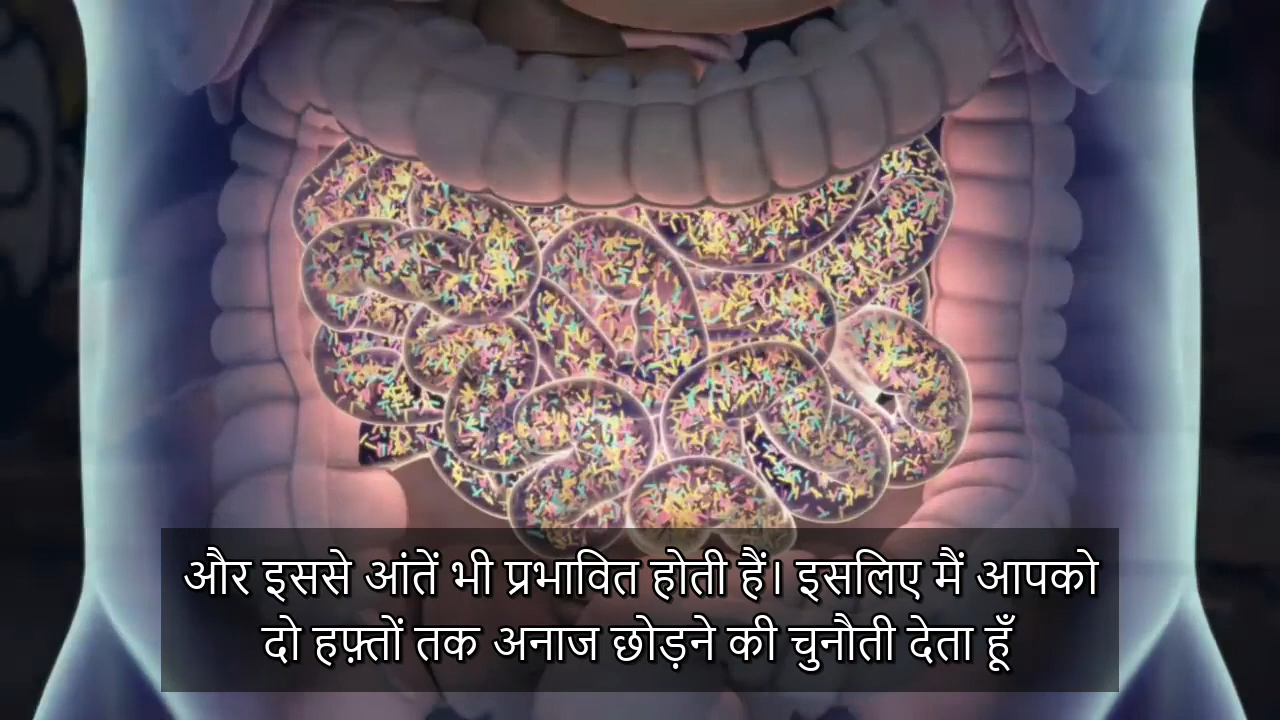 और इससे आंतें भी प्रभावित होती हैं। इसलिए मैं आपको
दो हफ़्तों तक अनाज छोड़ने की चुनौती देता हूँ